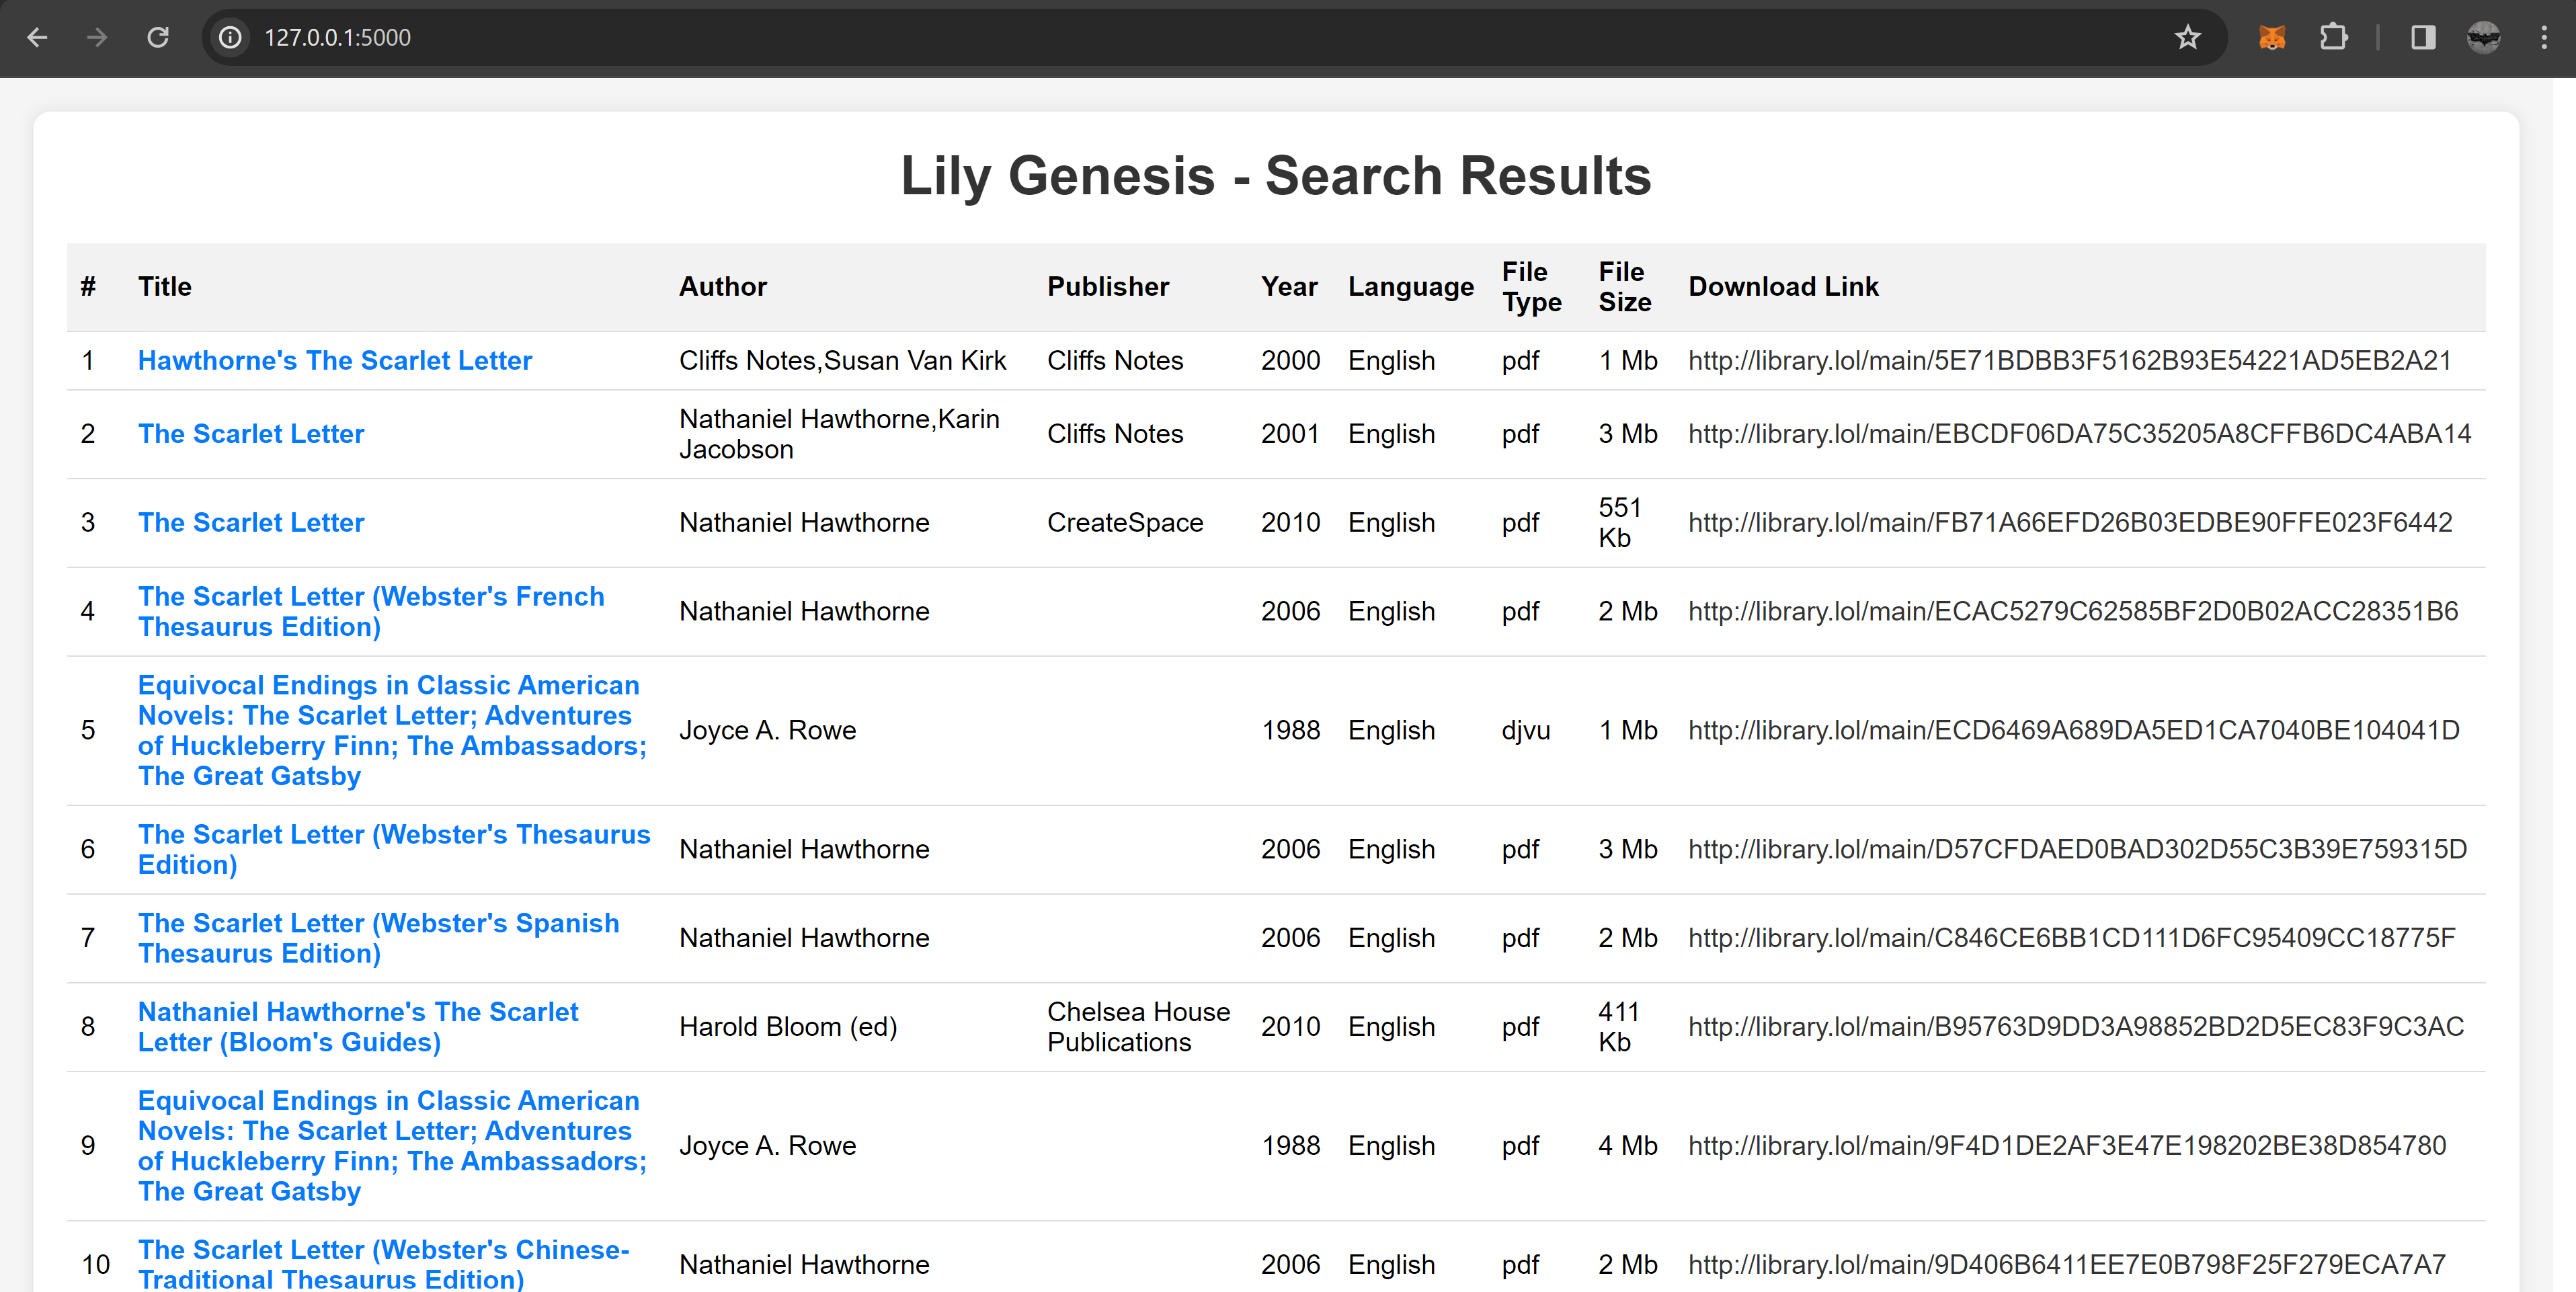 127.0.0.1:5000
Lily Genesis - Search Results
# Title Author Publisher Year Language File Type File Size Download Link
1 Hawthorne's The Scarlet Letter Cliffs Notes,Susan Van Kirk Cliffs Notes 2000 English pdf 1 Mb http://library.lol/main/5E71BDBB3F5162B93E54221AD5EB2A21
2 The Scarlet Letter Nathaniel Hawthorne,Karin Jacobson Cliffs Notes 2001 English pdf 3 Mb http://library.lol/main/EBCDF06DA75C35205A8CFFB6DC4ABA14
3 The Scarlet Letter Nathaniel Hawthorne CreateSpace 2010 English pdf 551 Kb http://library.lol/main/FB71A66EFD26B03EDBE90FFE023F6442
4 The Scarlet Letter (Webster's French Thesaurus Edition) Nathaniel Hawthorne 2006 English pdf 2 Mb http://library.lol/main/ECAC5279C62585BF2D0B02ACC28351B6
5 Equivocal Endings in Classic American Novels: The Scarlet Letter; Adventures of Huckleberry Finn; The Ambassadors; The Great Gatsby Joyce A. Rowe 1988 English djvu 1 Mb http://library.lol/main/ECD6469A689DA5ED1CA7040BE104041D
6 The Scarlet Letter (Webster's Thesaurus Edition) Nathaniel Hawthorne 2006 English pdf 3 Mb http://library.lol/main/D57CFDAED0BAD302D55C3B39E759315D
7 The Scarlet Letter (Webster's Spanish Thesaurus Edition) Nathaniel Hawthorne 2006 English pdf 2 Mb http://library.lol/main/C846CE6BB1CD111D6FC95409CC18775F
8 Nathaniel Hawthorne's The Scarlet Letter (Bloom's Guides) Harold Bloom (ed) Chelsea House Publications 2010 English pdf 411 Kb http://library.lol/main/B95763D9DD3A98852BD2D5EC83F9C3AC
9 Equivocal Endings in Classic American Novels: The Scarlet Letter; Adventures of Huckleberry Finn; The Ambassadors; The Great Gatsby Joyce A. Rowe 1988 English pdf 4 Mb http://library.lol/main/9F4D1DE2AF3E47E198202BE38D854780
10 The Scarlet Letter (Webster's Chinese-Traditional Thesaurus Edition) Nathaniel Hawthorne 2006 English pdf 2 Mb http://library.lol/main/9D406B6411EE7E0B798F25F279ECA7A7